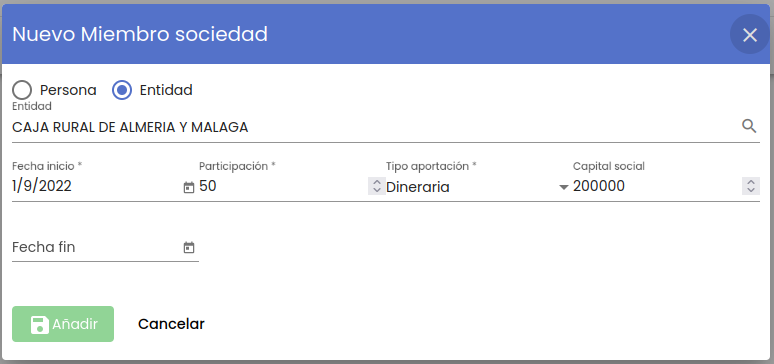 Nuevo Miembro sociedad
Persona Entidad
Entidad
CAJA RURAL DE ALMERIA Y MALAGA
Fecha inicio * Participación * Tipo aportación * Capital social
1/9/2022 50 Dineraria 200000
Fecha fin
Añadir Cancelar